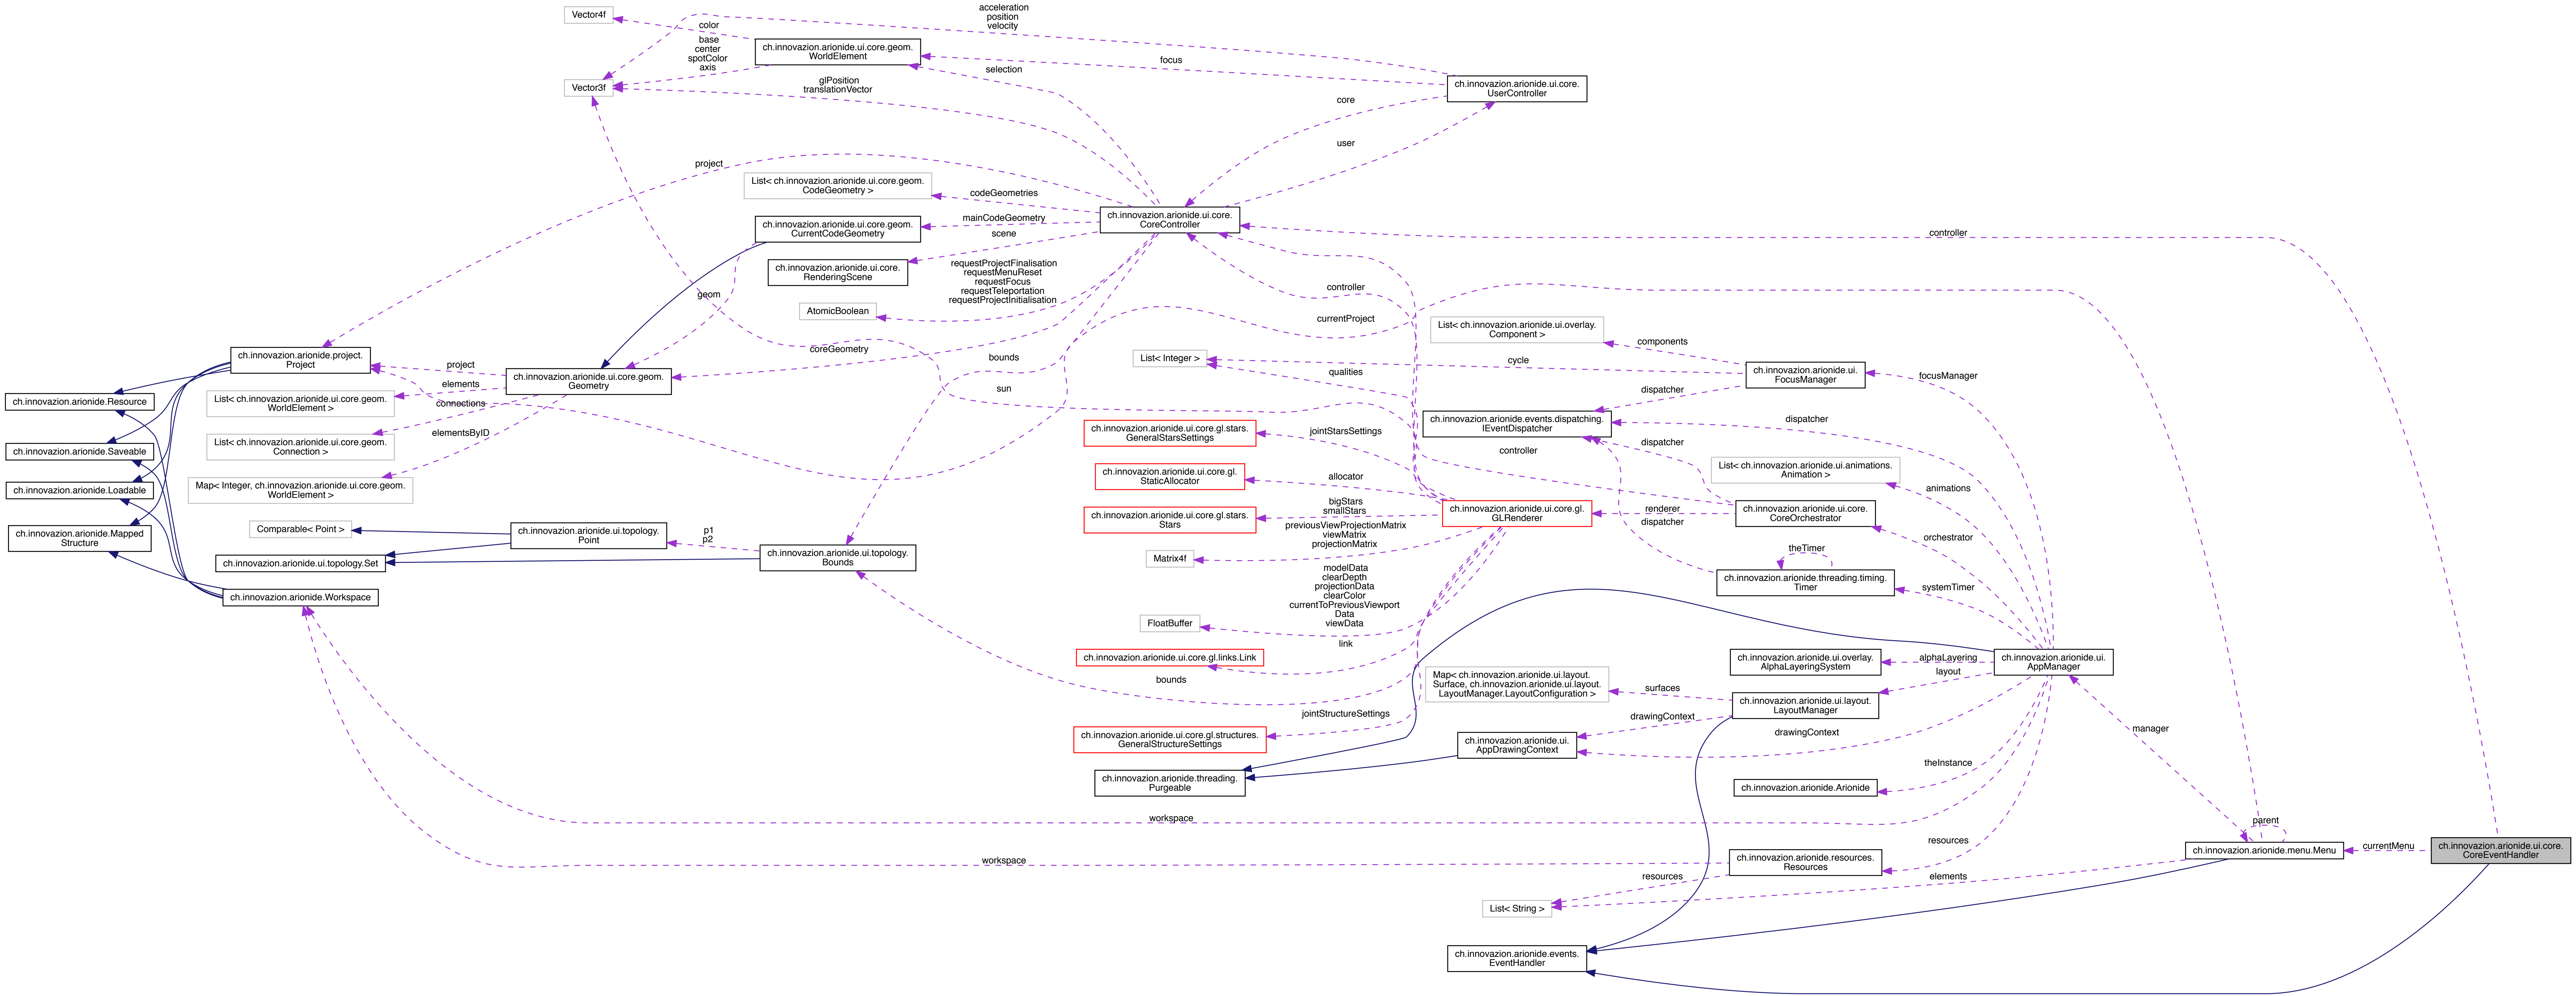 Vector4f
color
acceleration
position
velocity
ch.innovazion.arionide.ui.core.geom.
WorldElement
base
center
spotColor
axis
Vector3f
glPosition
translationVector
selection
focus
ch.innovazion.arionide.ui.core.
UserController
core
user
project
List< ch.innovazion.arionide.ui.core.geom.
CodeGeometry >
codeGeometries
ch.innovazion.arionide.ui.core.geom.
CurrentCodeGeometry
mainCodeGeometry
scene
ch.innovazion.arionide.ui.core.
CoreController
controller
ch.innovazion.arionide.ui.core.
RenderingScene
requestProjectFinalisation
requestMenuReset
requestFocus
requestTeleportation
requestProjectInitialisation
geom
AtomicBoolean
controller
currentProject
coreGeometry
bounds
sun
List< ch.innovazion.arionide.ui.overlay.
Component >
components
List< Integer >
cycle
qualities
ch.innovazion.arionide.ui.
FocusManager
focusManager
dispatcher
ch.innovazion.arionide.project.
Project
project
elements
connections
elementsByID
ch.innovazion.arionide.ui.core.geom.
Geometry
ch.innovazion.arionide.Resource
List< ch.innovazion.arionide.ui.core.geom.
WorldElement >
List< ch.innovazion.arionide.ui.core.geom.
Connection >
ch.innovazion.arionide.Saveable
ch.innovazion.arionide.Loadable
Map< Integer, ch.innovazion.arionide.ui.core.geom.
WorldElement >
ch.innovazion.arionide.Mapped
Structure
Comparable< Point >
ch.innovazion.arionide.ui.topology.
Point
p1
p2
ch.innovazion.arionide.ui.topology.
Bounds
ch.innovazion.arionide.ui.topology.Set
ch.innovazion.arionide.Workspace
ch.innovazion.arionide.events.dispatching.
IEventDispatcher
dispatcher
dispatcher
controller
ch.innovazion.arionide.ui.core.gl.stars.
GeneralStarsSettings
jointStarsSettings
ch.innovazion.arionide.ui.core.gl.
StaticAllocator
allocator
ch.innovazion.arionide.ui.core.gl.stars.
Stars
bigStars
smallStars
previousViewProjectionMatrix
viewMatrix
projectionMatrix
Matrix4f
ch.innovazion.arionide.ui.core.gl.
GLRenderer
renderer
dispatcher
List< ch.innovazion.arionide.ui.animations.
Animation >
animations
ch.innovazion.arionide.ui.core.
CoreOrchestrator
orchestrator
theTimer
ch.innovazion.arionide.threading.timing.
Timer
systemTimer
modelData
clearDepth
projectionData
clearColor
currentToPreviousViewport
Data
viewData
FloatBuffer
link
ch.innovazion.arionide.ui.core.gl.links.Link
bounds
jointStructureSettings
ch.innovazion.arionide.ui.core.gl.structures.
GeneralStructureSettings
Map< ch.innovazion.arionide.ui.layout.
Surface, ch.innovazion.arionide.ui.layout.
LayoutManager.LayoutConfiguration >
surfaces
ch.innovazion.arionide.ui.overlay.
AlphaLayeringSystem
alphaLayering
layout
ch.innovazion.arionide.ui.
AppManager
ch.innovazion.arionide.ui.layout.
LayoutManager
drawingContext
drawingContext
ch.innovazion.arionide.ui.
AppDrawingContext
manager
ch.innovazion.arionide.threading.
Purgeable
theInstance
ch.innovazion.arionide.Arionide
workspace
workspace
resources
ch.innovazion.arionide.resources.
Resources
resources
elements
List< String >
parent
ch.innovazion.arionide.menu.Menu
currentMenu
ch.innovazion.arionide.ui.core.
CoreEventHandler
ch.innovazion.arionide.events.
EventHandler